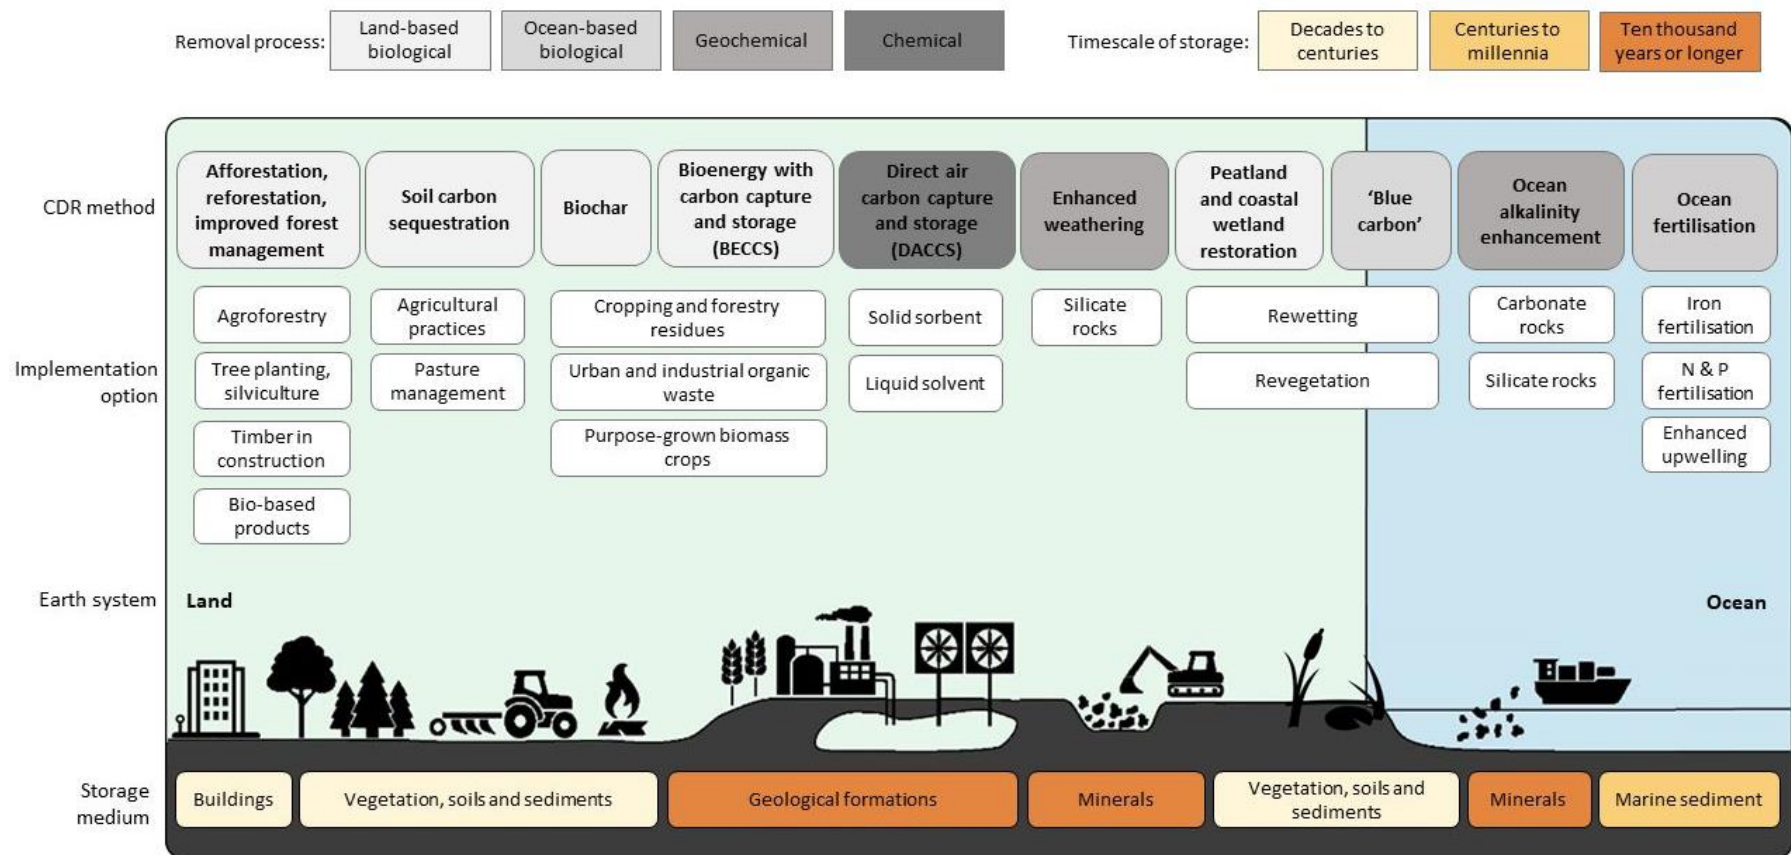 Removal process:
Land-based
biological
Ocean-based
biological
Geochemical
Chemical
Timescale of storage:
Decades to
centuries
Centuries to
millennia
Ten thousand
years or longer
CDR method
Afforestation,
reforestation,
improved forest
management
Soil carbon
sequestration
Biochar
Bioenergy with
carbon capture
and storage
(BECCS)
Direct air
carbon capture
and storage
(DACCS)
Enhanced
weathering
Peatland
and coastal
wetland
restoration
‘Blue
carbon’
Ocean
alkalinity
enhancement
Ocean
fertilisation
Implementation
option
Agroforestry
Tree planting,
silviculture
Timber in
construction
Bio-based
products
Agricultural
practices
Pasture
management
Cropping and forestry
residues
Urban and industrial organic
waste
Purpose-grown biomass
crops
Solid sorbent
Liquid solvent
Silicate
rocks
Rewetting
Revegetation
Carbonate
rocks
Silicate rocks
Iron
fertilisation
N & P
fertilisation
Enhanced
upwelling
Earth system
Land
Ocean
Storage
medium
Buildings
Vegetation, soils and sediments
Geological formations
Minerals
Vegetation, soils and
sediments
Minerals
Marine sediment